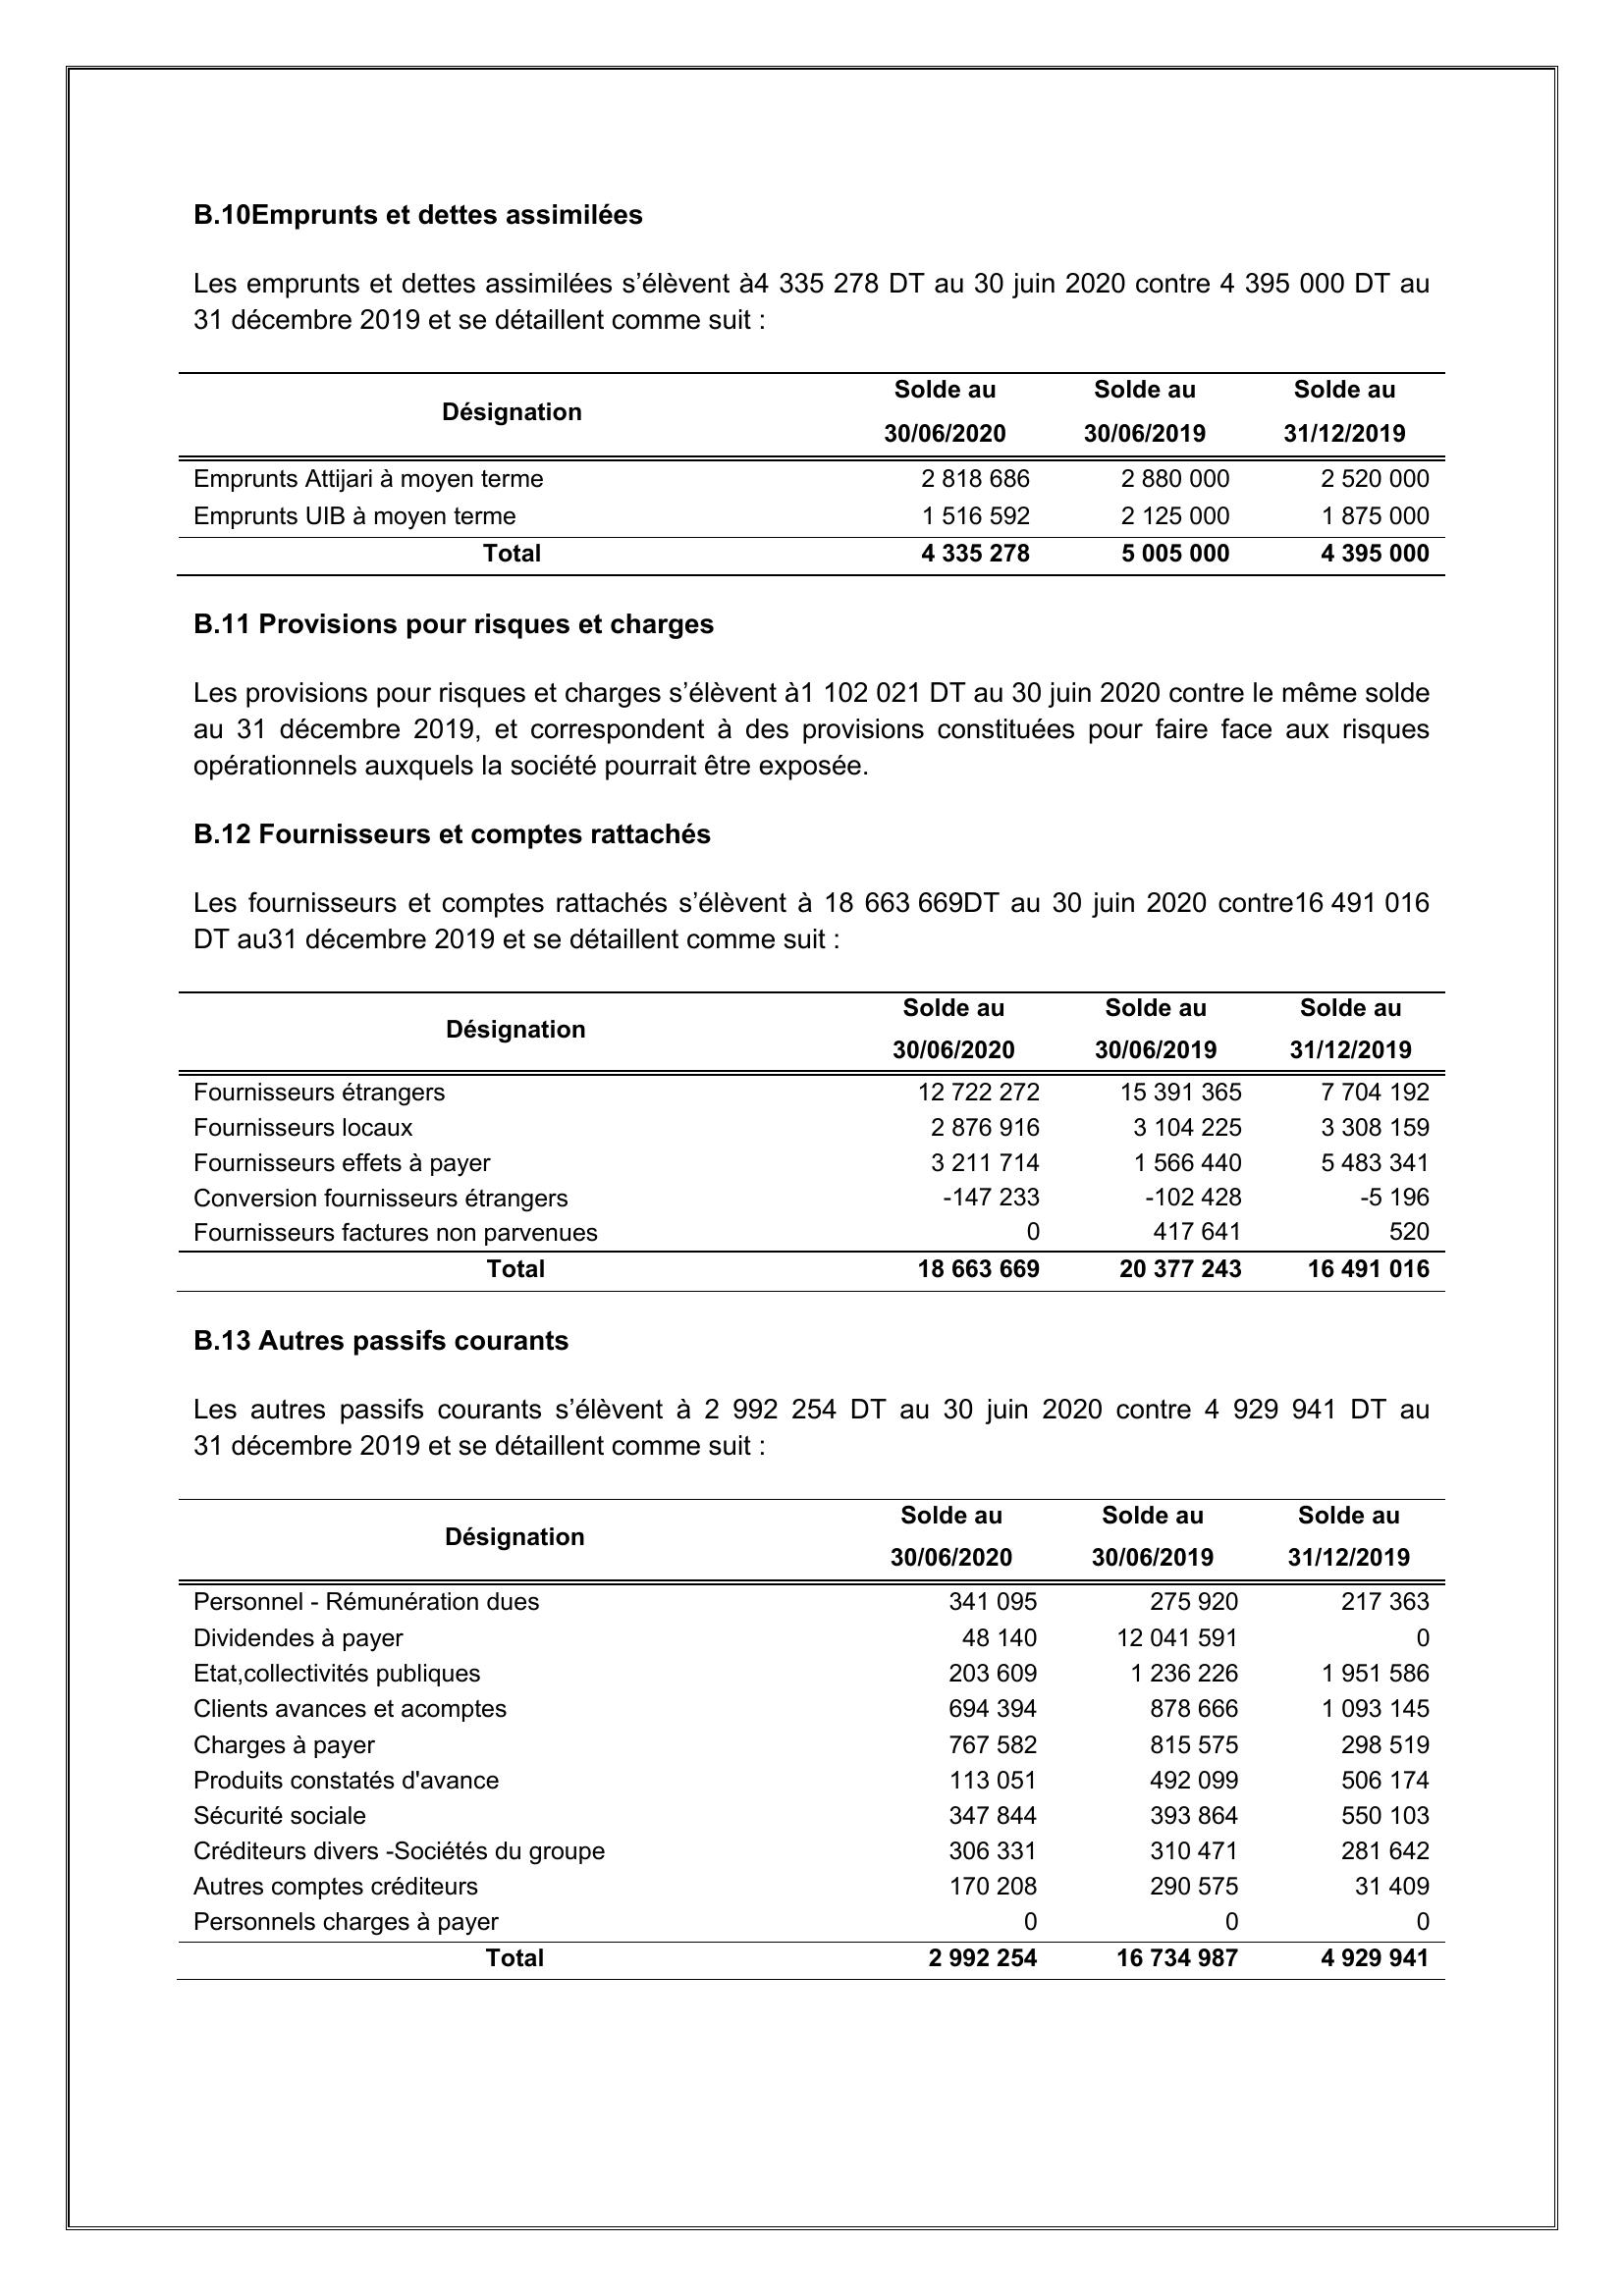 B.10Emprunts et dettes assimilées
Les emprunts et dettes assimilées s’élèvent à4 335 278 DT au 30 juin 2020 contre 4 395 000 DT au
31 décembre 2019 et se détaillent comme suit :
Désignation Solde au 30/06/2020 Solde au 30/06/2019 Solde au 31/12/2019
Emprunts Attijari à moyen terme 2 818 686 2 880 000 2 520 000
Emprunts UIB à moyen terme 1 516 592 2 125 000 1 875 000
Total 4 335 278 5 005 000 4 395 000
B.11 Provisions pour risques et charges
Les provisions pour risques et charges s’élèvent à1 102 021 DT au 30 juin 2020 contre le même solde
au 31 décembre 2019, et correspondent à des provisions constituées pour faire face aux risques
opérationnels auxquels la société pourrait être exposée.
B.12 Fournisseurs et comptes rattachés
Les fournisseurs et comptes rattachés s’élèvent à 18 663 669DT au 30 juin 2020 contre16 491 016
DT au31 décembre 2019 et se détaillent comme suit :
Désignation Solde au 30/06/2020 Solde au 30/06/2019 Solde au 31/12/2019
Fournisseurs étrangers 12 722 272 15 391 365 7 704 192
Fournisseurs locaux 2 876 916 3 104 225 3 308 159
Fournisseurs effets à payer 3 211 714 1 566 440 5 483 341
Conversion fournisseurs étrangers -147 233 -102 428 -5 196
Fournisseurs factures non parvenues 0 417 641 520
Total 18 663 669 20 377 243 16 491 016
B.13 Autres passifs courants
Les autres passifs courants s’élèvent à 2 992 254 DT au 30 juin 2020 contre 4 929 941 DT au
31 décembre 2019 et se détaillent comme suit :
Désignation Solde au 30/06/2020 Solde au 30/06/2019 Solde au 31/12/2019
Personnel - Rémunération dues 341 095 275 920 217 363
Dividendes à payer 48 140 12 041 591 0
Etat,collectivités publiques 203 609 1 236 226 1 951 586
Clients avances et acomptes 694 394 878 666 1 093 145
Charges à payer 767 582 815 575 298 519
Produits constatés d'avance 113 051 492 099 506 174
Sécurité sociale 347 844 393 864 550 103
Créditeurs divers -Sociétés du groupe 306 331 310 471 281 642
Autres comptes créditeurs 170 208 290 575 31 409
Personnels charges à payer 0 0 0
Total 2 992 254 16 734 987 4 929 941